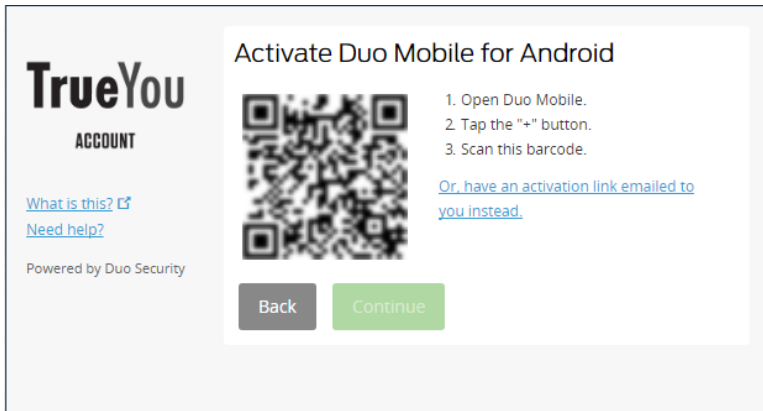 TrueYou
ACCOUNT
What is this?
Need help?
Powered by Duo Security
Activate Duo Mobile for Android
1. Open Duo Mobile.
2. Tap the "+" button.
3. Scan this barcode.
Or, have an activation link emailed to
you instead.
Back
Continue